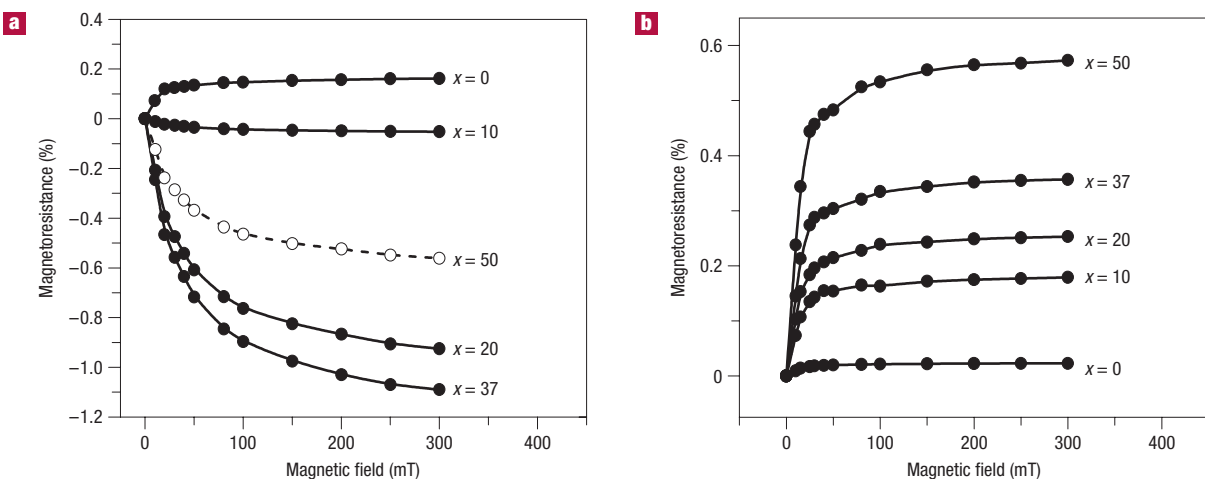 a
0.4
0.2
0
–0.2
–0.4
–0.6
–0.8
–1.0
–1.2
Magnetoresistance (%)
x = 0
x = 10
x = 50
x = 20
x = 37
0 100 200 300 400
Magnetic field (mT)
b
0.6
0.4
0.2
0
Magnetoresistance (%)
x = 50
x = 37
x = 20
x = 10
x = 0
0 100 200 300 400
Magnetic field (mT)